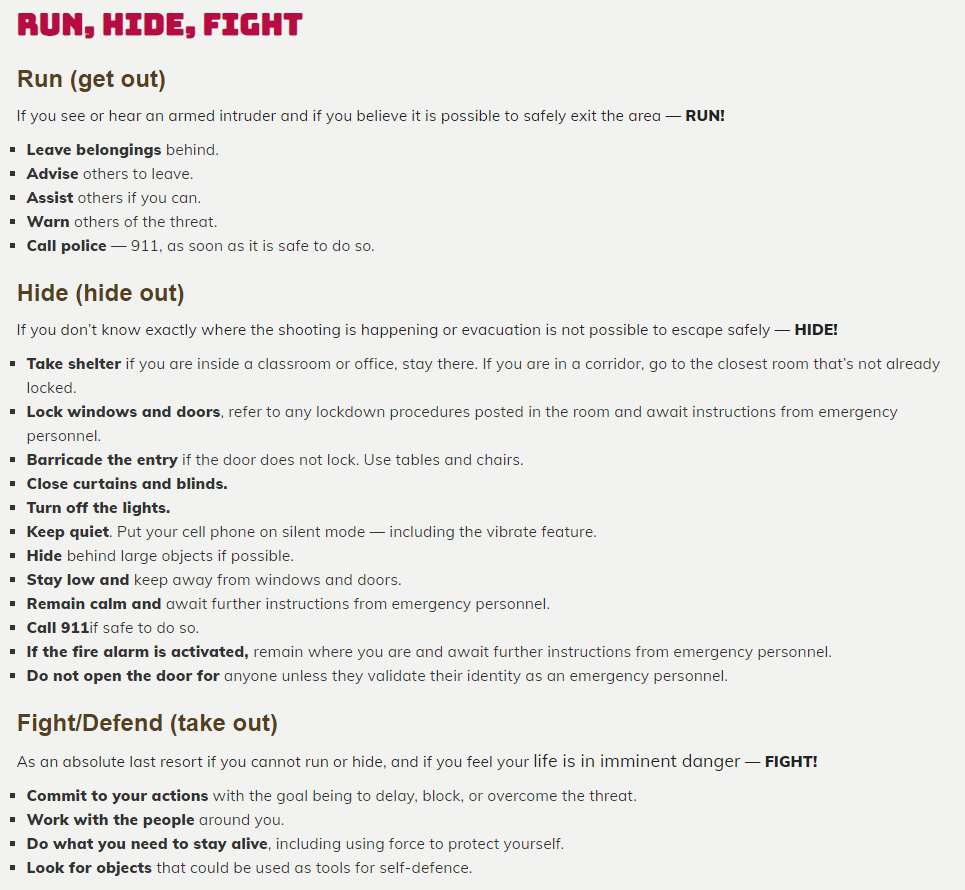 RUN, HIDE, FIGHT
Run (get out)
If you see or hear an armed intruder and if you believe it is possible to safely exit the area — RUN!
Leave belongings behind.
Advise others to leave.
Assist others if you can.
Warn others of the threat.
Call police — 911, as soon as it is safe to do so.
Hide (hide out)
If you don't know exactly where the shooting is happening or evacuation is not possible to escape safely — HIDE!
Take shelter if you are inside a classroom or office, stay there. If you are in a corridor, go to the closest room that's not already
locked.
Lock windows and doors, refer to any lockdown procedures posted in the room and await instructions from emergency
personnel.
Barricade the entry if the door does not lock. Use tables and chairs.
Close curtains and blinds.
Turn off the lights.
Keep quiet. Put your cell phone on silent mode — including the vibrate feature.
Hide behind large objects if possible.
Stay low and keep away from windows and doors.
Remain calm and await further instructions from emergency personnel.
Call 911if safe to do so.
If the fire alarm is activated, remain where you are and await further instructions from emergency personnel.
Do not open the door for anyone unless they validate their identity as an emergency personnel.
Fight/Defend (take out)
As an absolute last resort if you cannot run or hide, and if you feel your life is in imminent danger — FIGHT!
Commit to your actions with the goal being to delay, block, or overcome the threat.
Work with the people around you.
Do what you need to stay alive, including using force to protect yourself.
Look for objects that could be used as tools for self-defence.